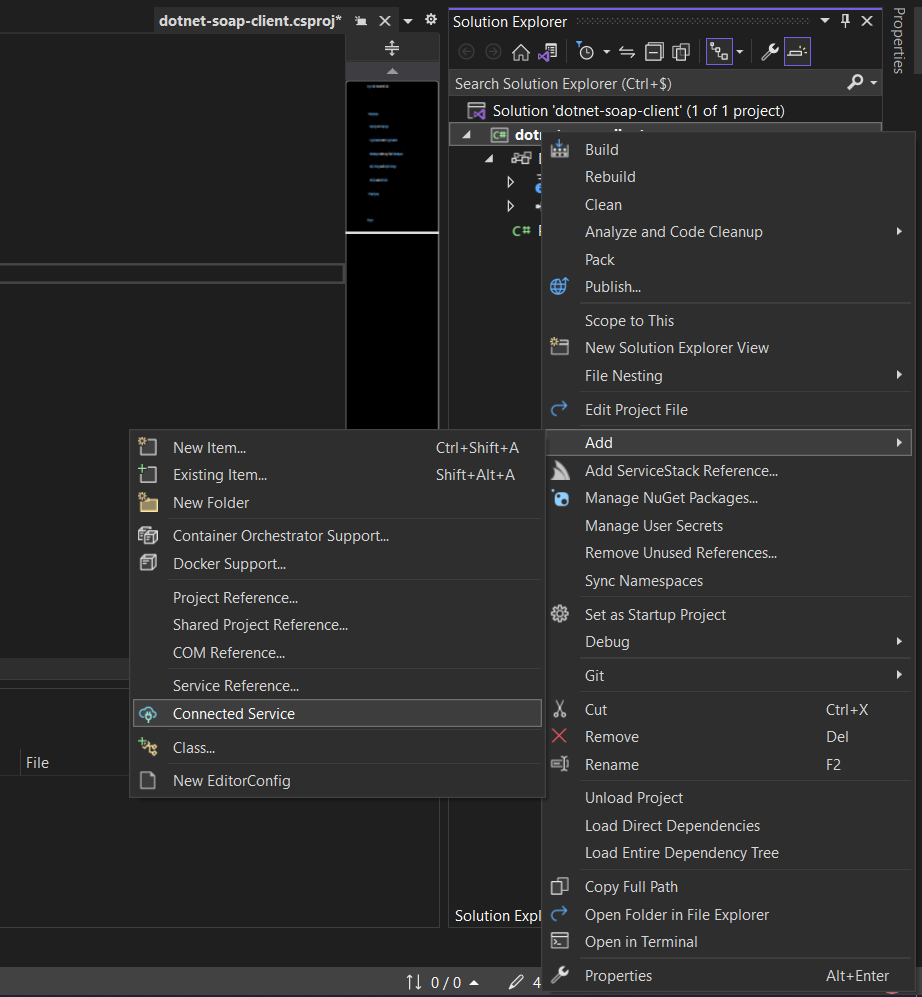 dotnet-soap-client.csproj*
Solution Explorer
Properties
Search Solution Explorer (Ctrl+$)
Solution 'dotnet-soap-client' (1 of 1 project)
Build
Rebuild
Clean
Analyze and Code Cleanup
Pack
Publish...
Scope to This
New Solution Explorer View
File Nesting
Edit Project File
Add
Add ServiceStack Reference...
Manage NuGet Packages...
Manage User Secrets
Remove Unused References...
Sync Namespaces
Set as Startup Project
Debug
Git
Cut Ctrl+X
Remove Del
Rename F2
Unload Project
Load Direct Dependencies
Load Entire Dependency Tree
Copy Full Path
Open Folder in File Explorer
Open in Terminal
Properties Alt+Enter
New Item... Ctrl+Shift+A
Existing Item... Shift+Alt+A
New Folder
Container Orchestrator Support...
Docker Support...
Project Reference...
Shared Project Reference...
COM Reference...
Service Reference...
Connected Service
Class...
New EditorConfig
File
Solution Expl
0 / 0
4